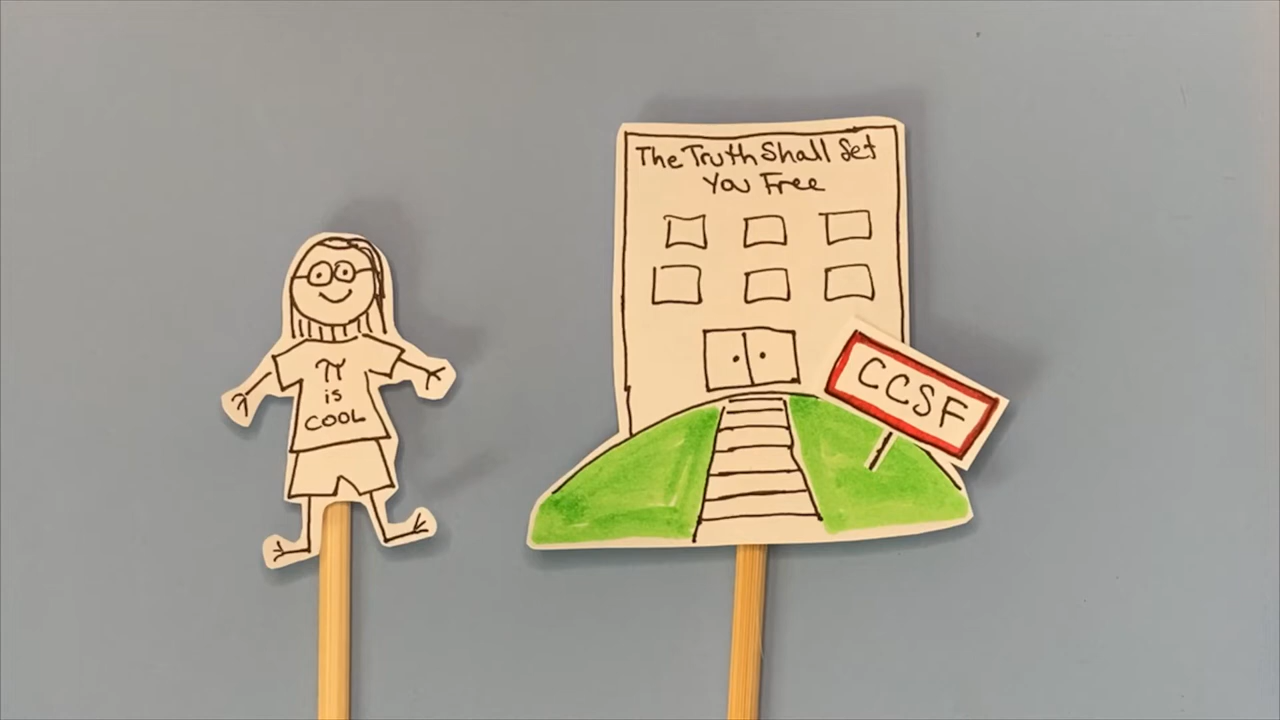 The Truth Shall Set
You Free
π
is
COOL
CCSF